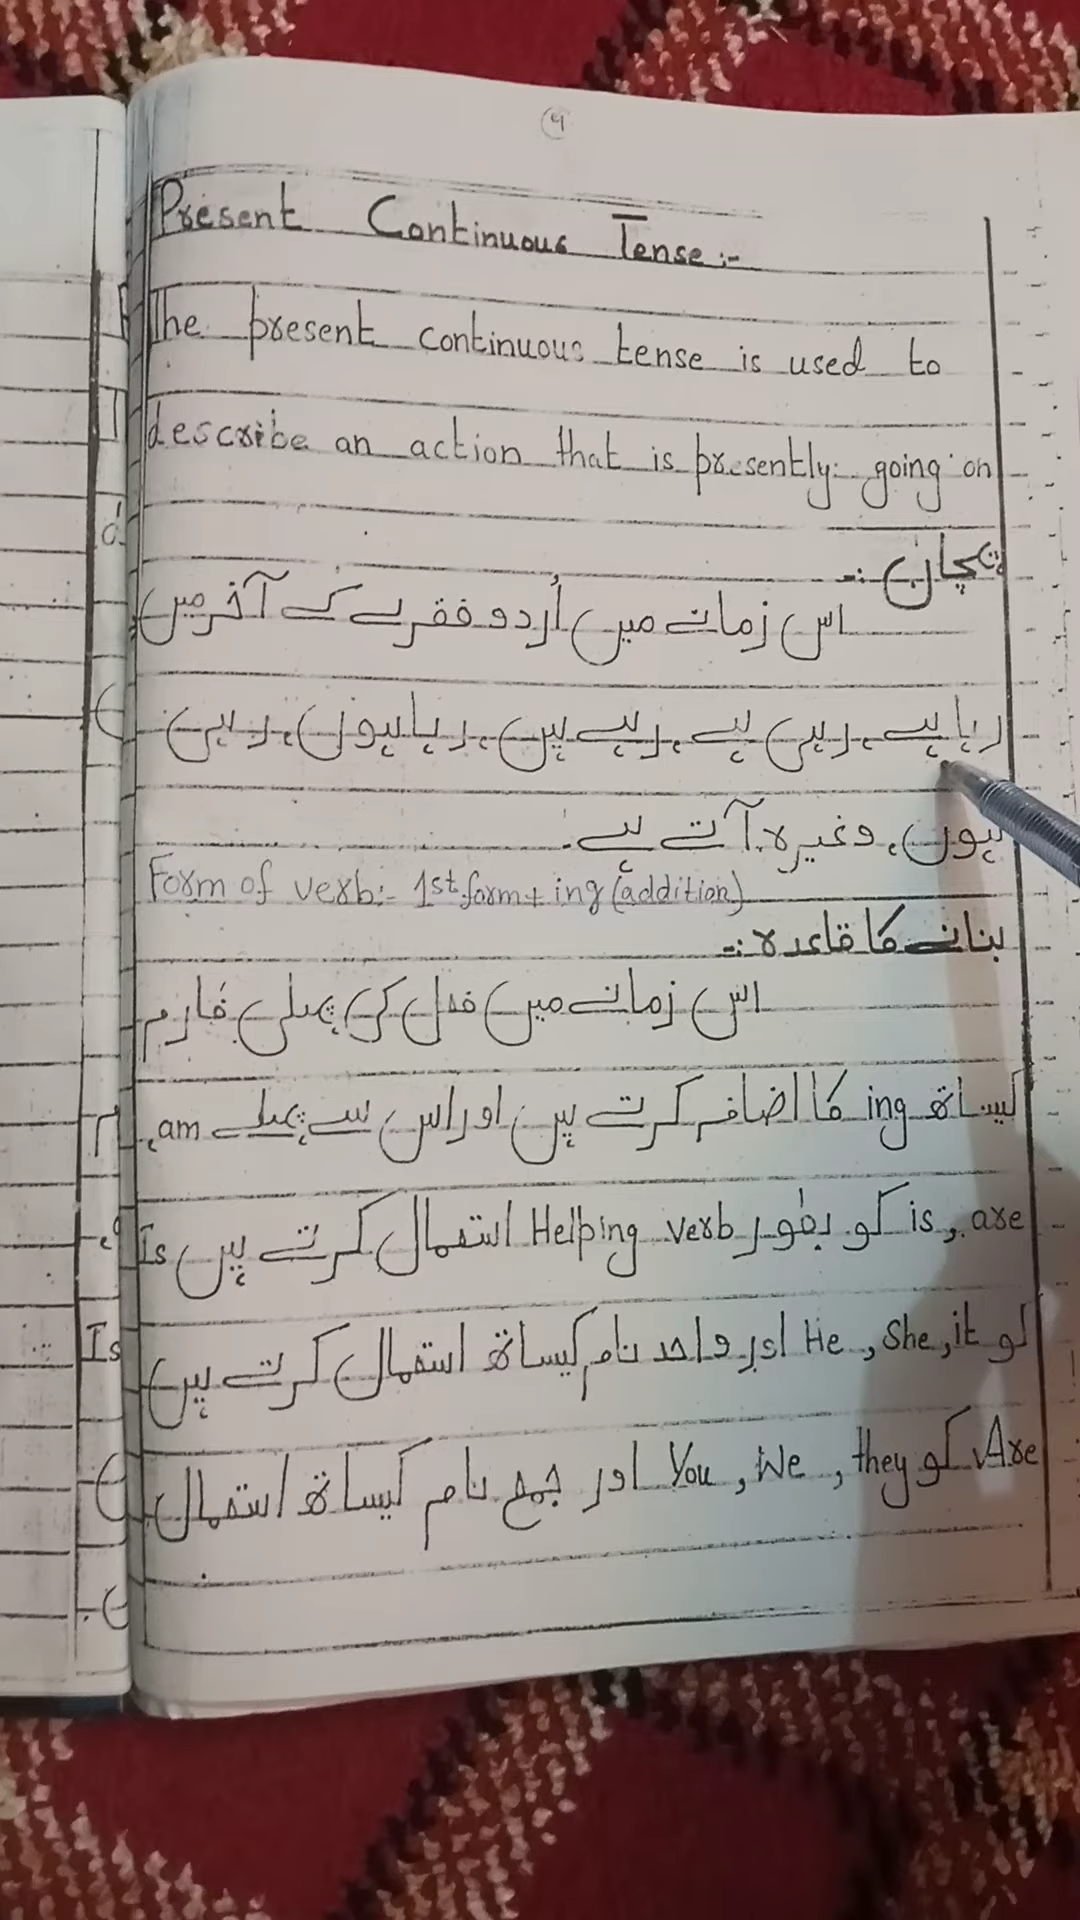 ۹
Present Continuous Tense:-
The present continuous tense is used to
describe an action that is presently going on
پہچان:-
اس زمانے میں اُردو فقرے کے آخر میں
رہا ہے، رہی ہے، رہے ہیں، رہا ہوں، رہی
ہوں، وغیرہ آتے ہے۔
Form of verb:- 1st form + ing (addition)
بنانے کا قاعدہ:-
اس زمانے میں فعل کی پہلی فارم
کیساتھ ing کا اضافہ کرتے ہیں اور اس سے پہلے am,
is, are کو بطور Helping verb استعمال کرتے ہیں Is
کو He, She, it اور واحد نام کیساتھ استعمال کرتے ہیں
Are کو You, We, they اور جمع نام کیساتھ استعمال
Is